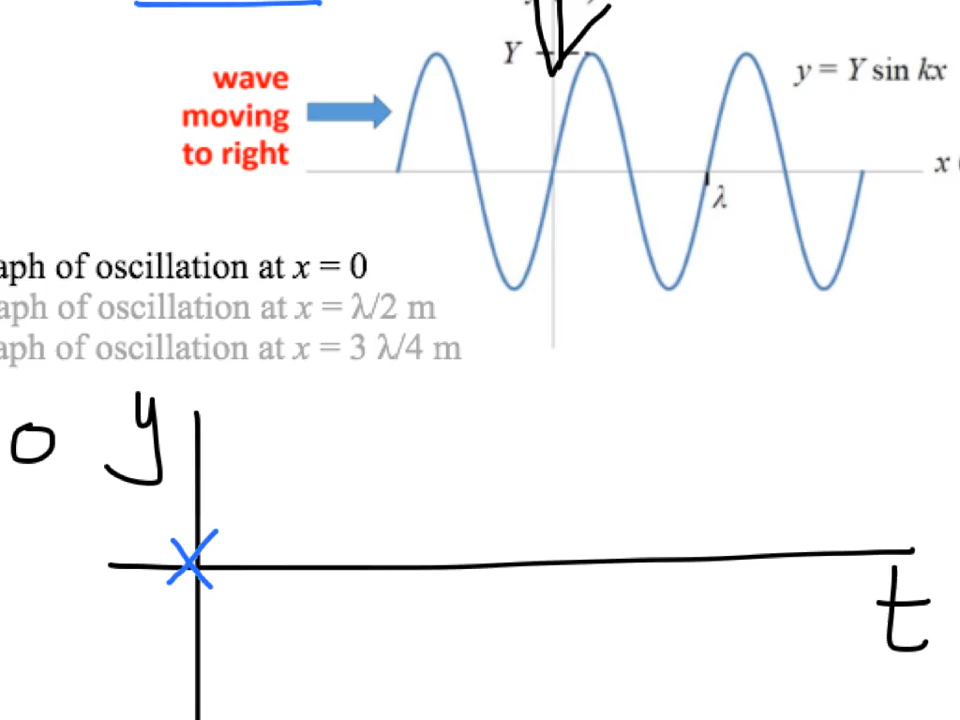 Y
y = Y sin kx
wave
moving
to right
x
λ
aph of oscillation at x = 0
aph of oscillation at x = λ/2 m
aph of oscillation at x = 3 λ/4 m
0 y
t